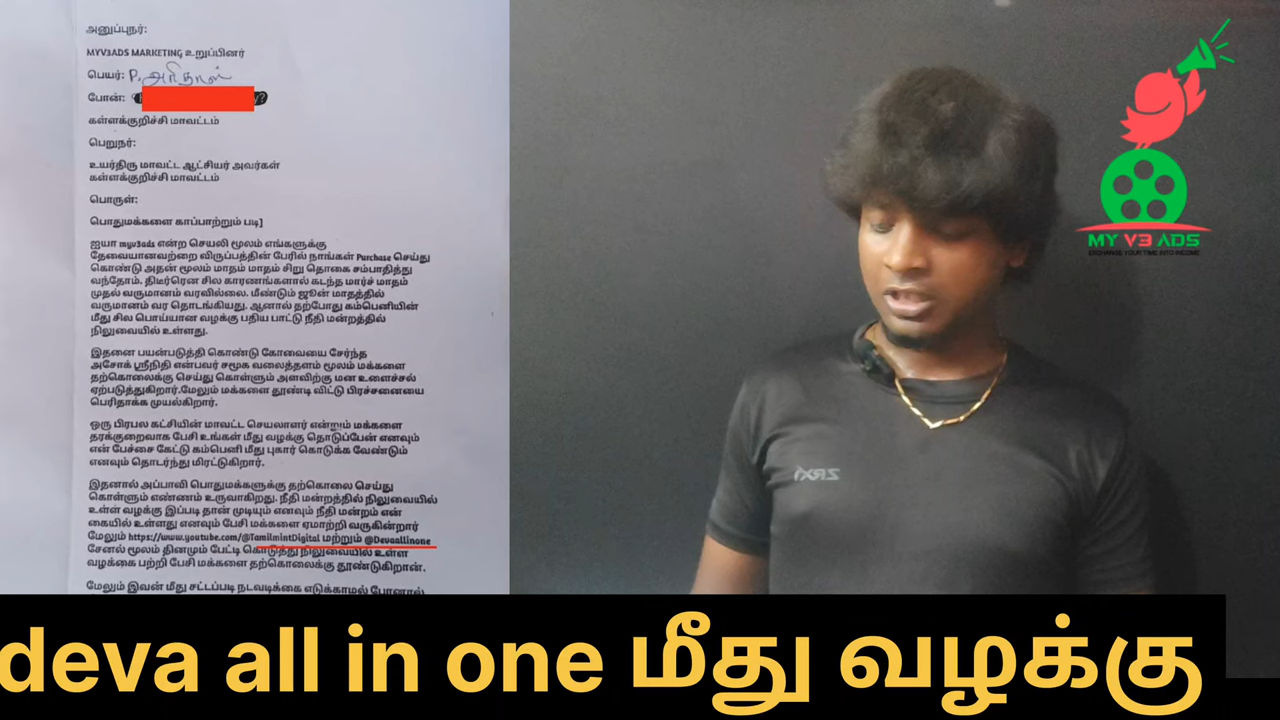 அனுப்புநர்:
MYV3ADS MARKETING உறுப்பினர்
பெயர்: P. அரிதாஸ்
போன்:
கள்ளக்குறிச்சி மாவட்டம்
பெறுநர்:
உயர்திரு மாவட்ட ஆட்சியர் அவர்கள்
கள்ளக்குறிச்சி மாவட்டம்
பொருள்:
பொதுமக்களை காப்பாற்றும் படி]
ஐயா myv3ads என்ற செயலி மூலம் எங்களுக்கு
தேவையானவற்றை விருப்பத்தின் பேரில் நாங்கள் Purchase செய்து
கொண்டு அதன் மூலம் மாதம் மாதம் சிறு தொகை சம்பாதித்து
வந்தோம். திடீர்ரென சில காரணங்களால் கடந்த மார்ச் மாதம்
முதல் வருமானம் வரவில்லை. மீண்டும் ஜூன் மாதத்தில்
வருமானம் வர தொடங்கியது. ஆனால் தற்போது கம்பெனியின்
மீது சில பொய்யான வழக்கு பதிய பாட்டு நீதி மன்றத்தில்
நிலுவையில் உள்ளது.
இதனை பயன்படுத்தி கொண்டு கோவையை சேர்ந்த
அசோக் ஸ்ரீநிதி என்பவர் சமூக வலைத்தளம் மூலம் மக்களை
தற்கொலைக்கு செய்து கொள்ளும் அளவிற்கு மன உளைச்சல்
ஏற்படுத்துகிறார்.மேலும் மக்களை தூண்டி விட்டு பிரச்சனையை
பெரிதாக்க முயல்கிறார்.
ஒரு பிரபல கட்சியின் மாவட்ட செயலாளர் என்றும் மக்களை
தரக்குறைவாக பேசி உங்கள் மீது வழக்கு தொடுப்பேன் எனவும்
என் பேச்சை கேட்டு கம்பெனி மீது புகார் கொடுக்க வேண்டும்
எனவும் தொடர்ந்து மிரட்டுகிறார்.
இதனால் அப்பாவி பொதுமக்களுக்கு தற்கொலை செய்து
கொள்ளும் எண்ணம் உருவாகிறது. நீதி மன்றத்தில் நிலுவையில்
உள்ள வழக்கு இப்படி தான் முடியும் எனவும் நீதி மன்றம் என்
கையில் உள்ளது எனவும் பேசி மக்களை ஏமாற்றி வருகின்றார்
மேலும் https://www.youtube.com/@TamilmintDigital மற்றும் @Devaallinone
சேனல் மூலம் தினமும் பேட்டி கொடுத்து நிலுவையில் உள்ள
வழக்கை பற்றி பேசி மக்களை தற்கொலைக்கு தூண்டுகிறான்.
மேலும் இவன் மீது சட்டப்படி நடவடிக்கை எடுக்காமல் போனால்
MY V3 ADS
EXCHANGE YOUR TIME INTO INCOME
deva all in one மீது வழக்கு